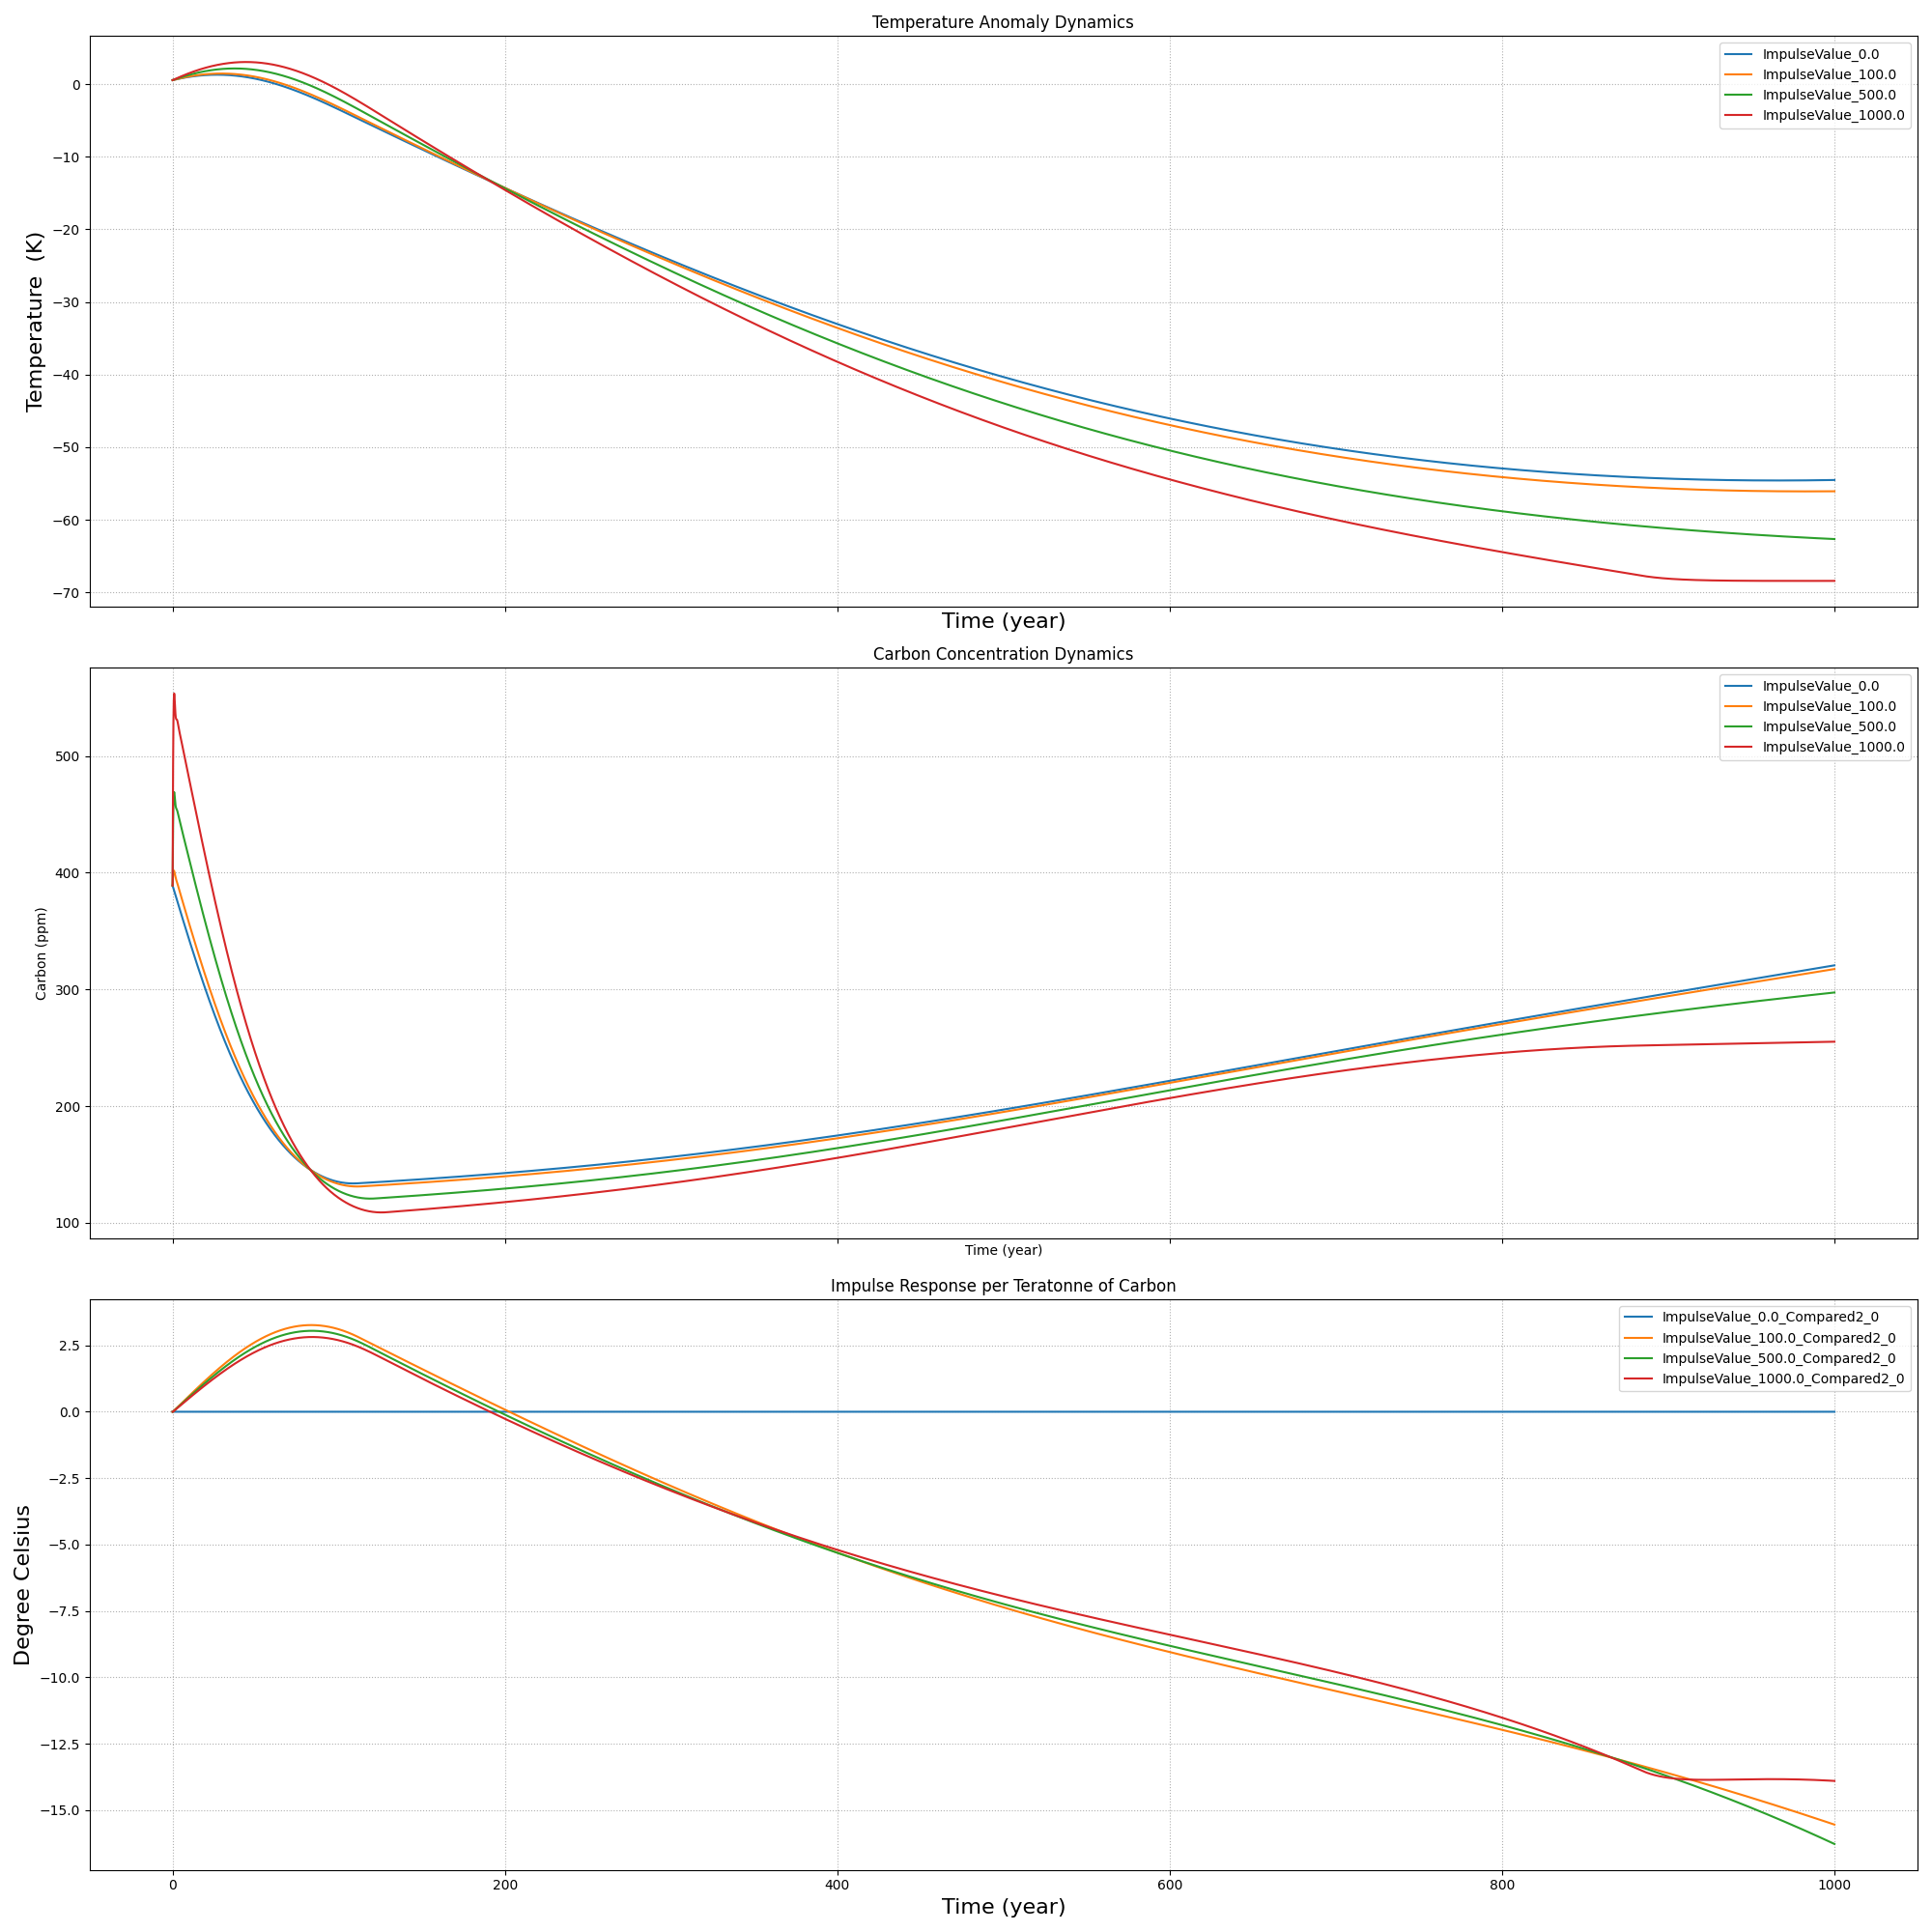 Temperature Anomaly Dynamics
ImpulseValue_0.0
ImpulseValue_100.0
ImpulseValue_500.0
ImpulseValue_1000.0
0
−10
−20
−30
−40
−50
−60
−70
Temperature (K)
Time (year)
Carbon Concentration Dynamics
ImpulseValue_0.0
ImpulseValue_100.0
ImpulseValue_500.0
ImpulseValue_1000.0
500
400
300
200
100
Carbon (ppm)
Time (year)
Impulse Response per Teratonne of Carbon
ImpulseValue_0.0_Compared2_0
ImpulseValue_100.0_Compared2_0
ImpulseValue_500.0_Compared2_0
ImpulseValue_1000.0_Compared2_0
2.5
0.0
−2.5
−5.0
−7.5
−10.0
−12.5
−15.0
Degree Celsius
0 200 400 600 800 1000
Time (year)